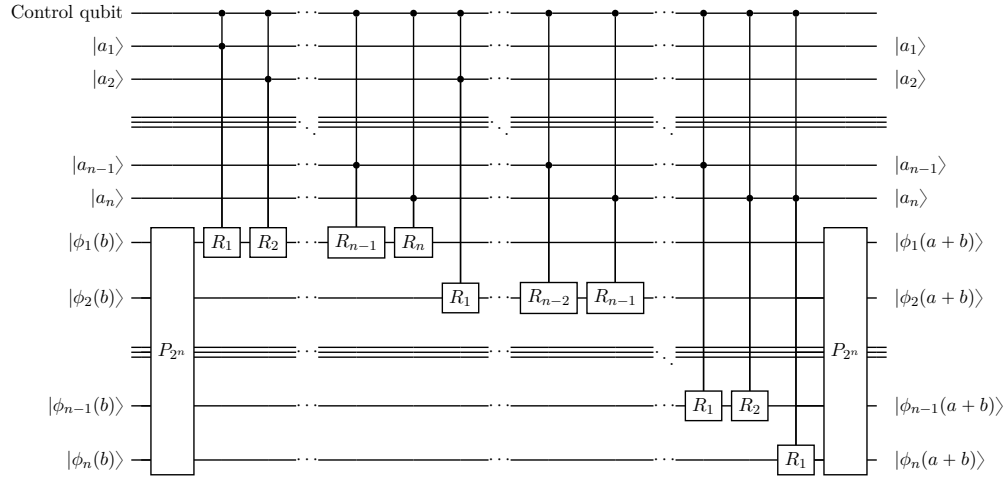 Control qubit
|a₁⟩ |a₁⟩
|a₂⟩ |a₂⟩
|aₙ₋₁⟩ |aₙ₋₁⟩
|aₙ⟩ |aₙ⟩
|ϕ₁(b)⟩ R₁ R₂ Rₙ₋₁ Rₙ |ϕ₁(a + b)⟩
|ϕ₂(b)⟩ R₁ Rₙ₋₂ Rₙ₋₁ |ϕ₂(a + b)⟩
P₂ⁿ P₂ⁿ
|ϕₙ₋₁(b)⟩ R₁ R₂ |ϕₙ₋₁(a + b)⟩
|ϕₙ(b)⟩ R₁ |ϕₙ(a + b)⟩